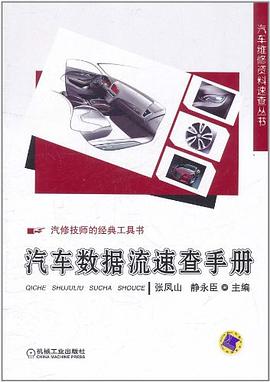 汽车维修资料速查丛书
汽修技师的经典工具书
汽车数据流速查手册
QICHE SHUJULIU SUCHA SHOUCE
张凤山 静永臣 主编
机械工业出版社
CHINA MACHINE PRESS